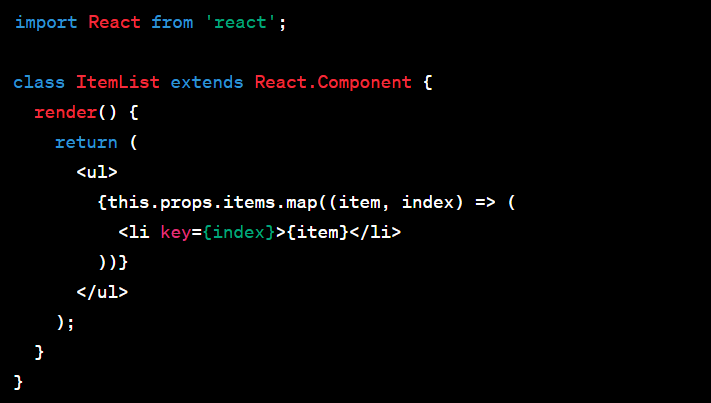 import React from 'react';

class ItemList extends React.Component {
  render() {
    return (
      <ul>
        {this.props.items.map((item, index) => (
          <li key={index}>{item}</li>
        ))}
      </ul>
    );
  }
}